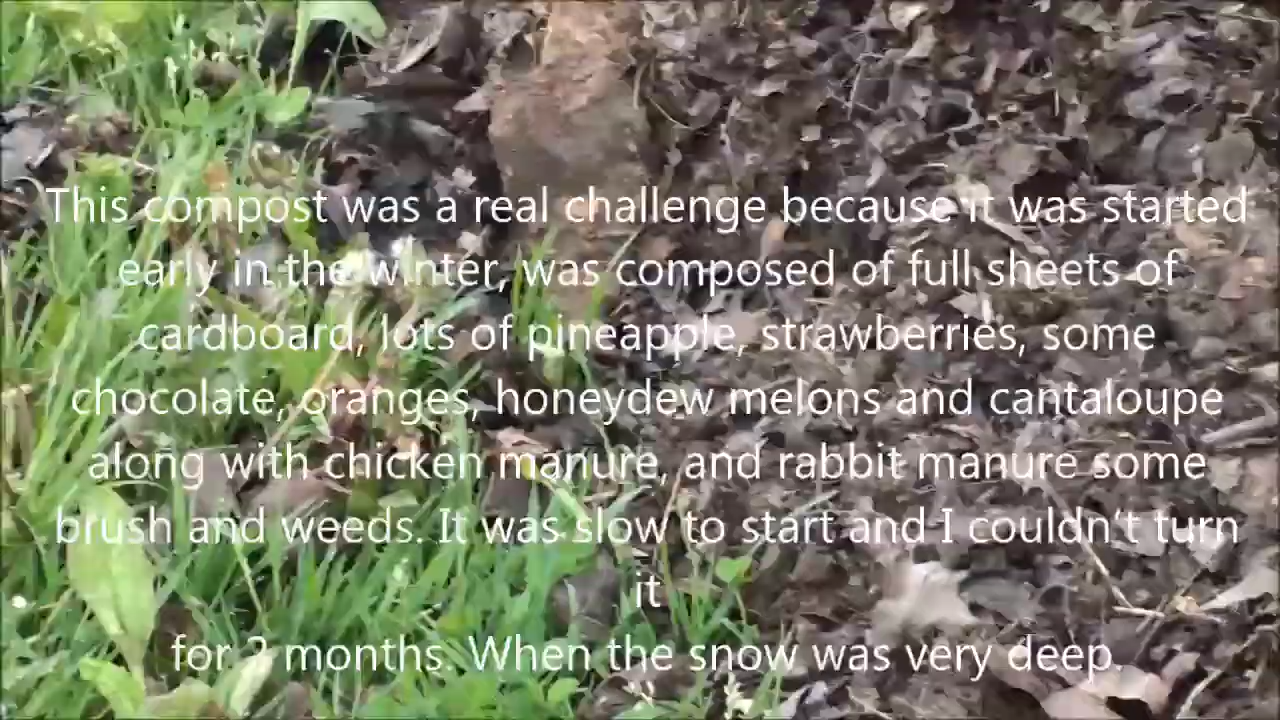 This compost was a real challenge because it was started
early in the winter, was composed of full sheets of
cardboard, lots of pineapple, strawberries, some
chocolate, oranges, honeydew melons and cantaloupe
along with chicken manure, and rabbit manure some
brush and weeds. It was slow to start and I couldn't turn
it
for months. When the snow was very deep.